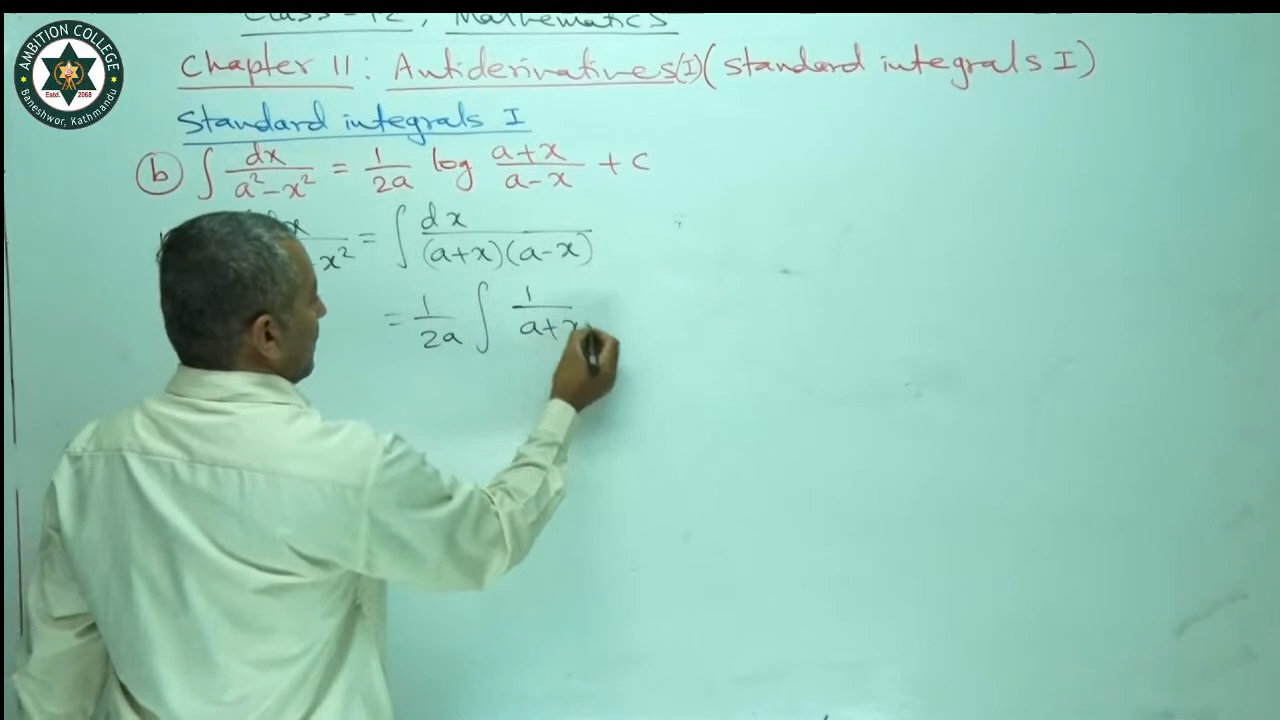 AMBITION COLLEGE
Estd. 2068
Baneshwor, Kathmandu
Class - 12, Mathematics
Chapter 11 : Antiderivatives(I)(standard integrals I)
Standard integrals I
(b) ∫ dx/(a²-x²) = 1/2a log (a+x)/(a-x) + c
dx/-x² = ∫ dx/((a+x)(a-x))
= 1/2a ∫ 1/(a+x